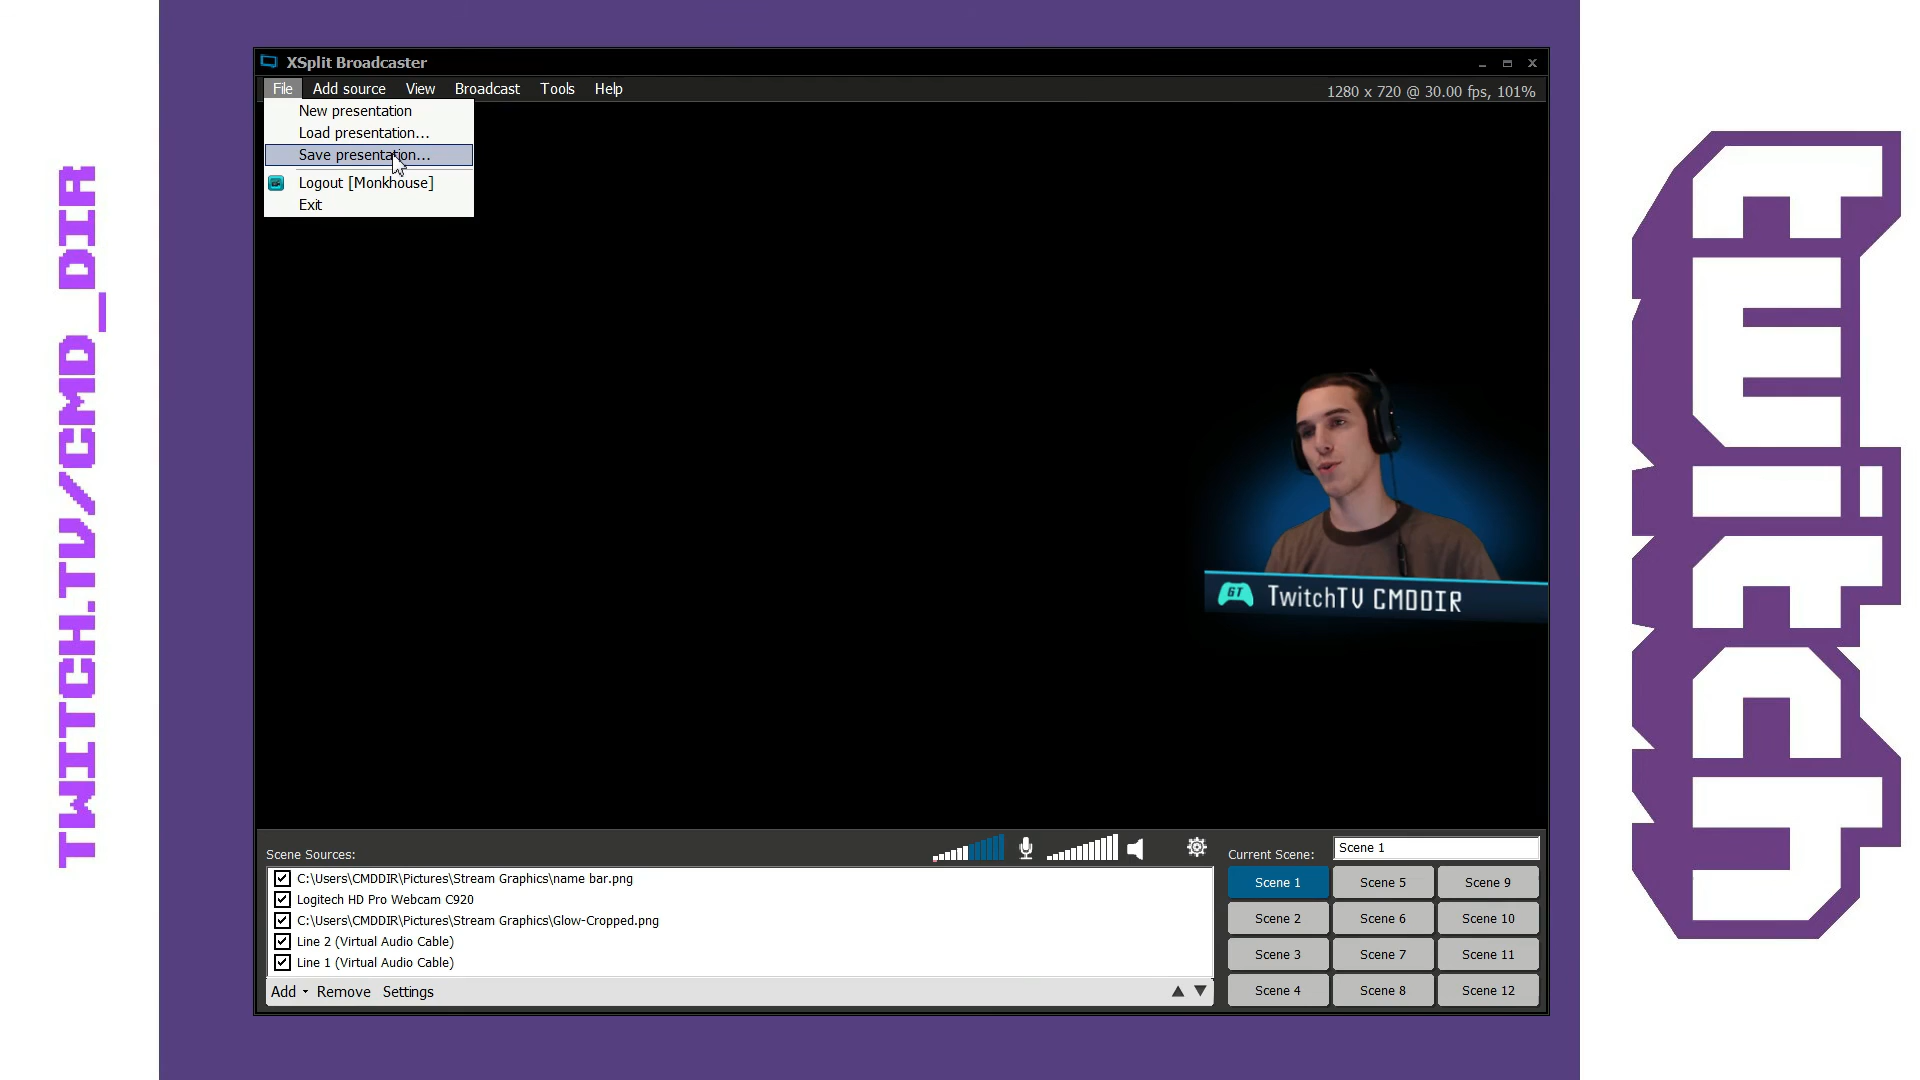 TWITCH.TV/CMD_DIR
XSplit Broadcaster
File Add source View Broadcast Tools Help
1280 x 720 @ 30.00 fps, 101%
New presentation
Load presentation...
Save presentation...
Logout [Monkhouse]
Exit
GT TwitchTV CMDDIR
Scene Sources:
C:\Users\CMDDIR\Pictures\Stream Graphics\name bar.png
Logitech HD Pro Webcam C920
C:\Users\CMDDIR\Pictures\Stream Graphics\Glow-Cropped.png
Line 2 (Virtual Audio Cable)
Line 1 (Virtual Audio Cable)
Add Remove Settings
Current Scene: Scene 1
Scene 1 Scene 5 Scene 9
Scene 2 Scene 6 Scene 10
Scene 3 Scene 7 Scene 11
Scene 4 Scene 8 Scene 12
twitch